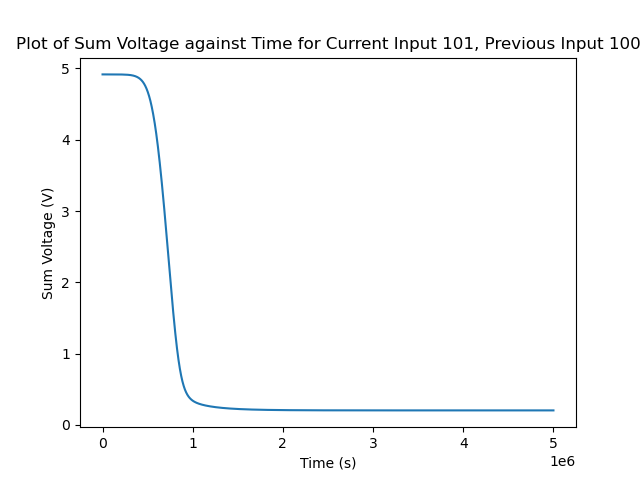 Plot of Sum Voltage against Time for Current Input 101, Previous Input 100
5
4
3
2
1
0
Sum Voltage (V)
0 1 2 3 4 5
1e6
Time (s)